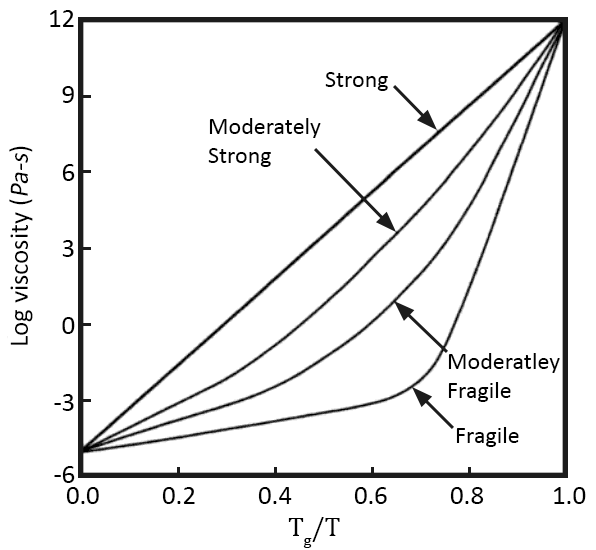 12
9
6
3
0
-3
-6
Log viscosity (Pa-s)
Strong
Moderately
Strong
Moderatley
Fragile
Fragile
0.0 0.2 0.4 0.6 0.8 1.0
Tg/T